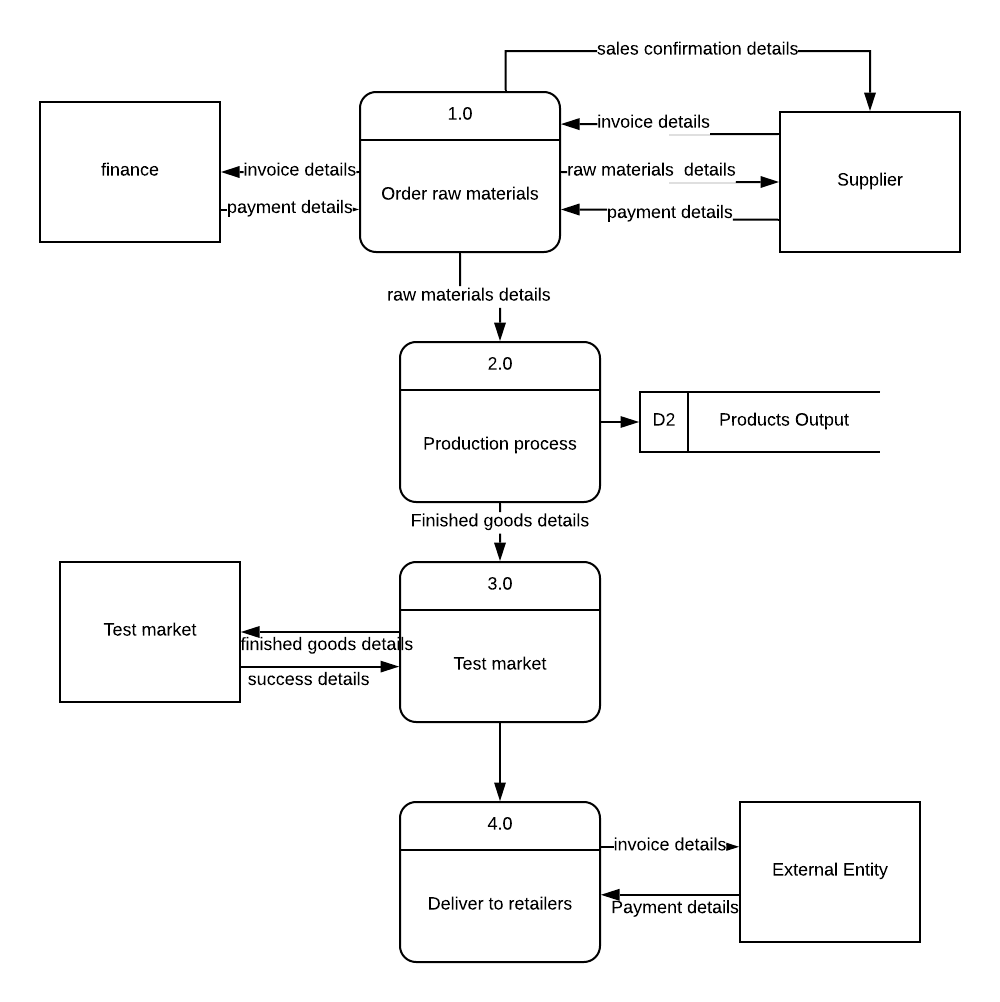 sales confirmation details
1.0
invoice details
finance
invoice details
raw materials  details
Supplier
Order raw materials
payment details
payment details
raw materials details
2.0
D2
Products Output
Production process
Finished goods details
3.0
Test market
finished goods details
Test market
success details
4.0
invoice details
External Entity
Deliver to retailers
Payment details